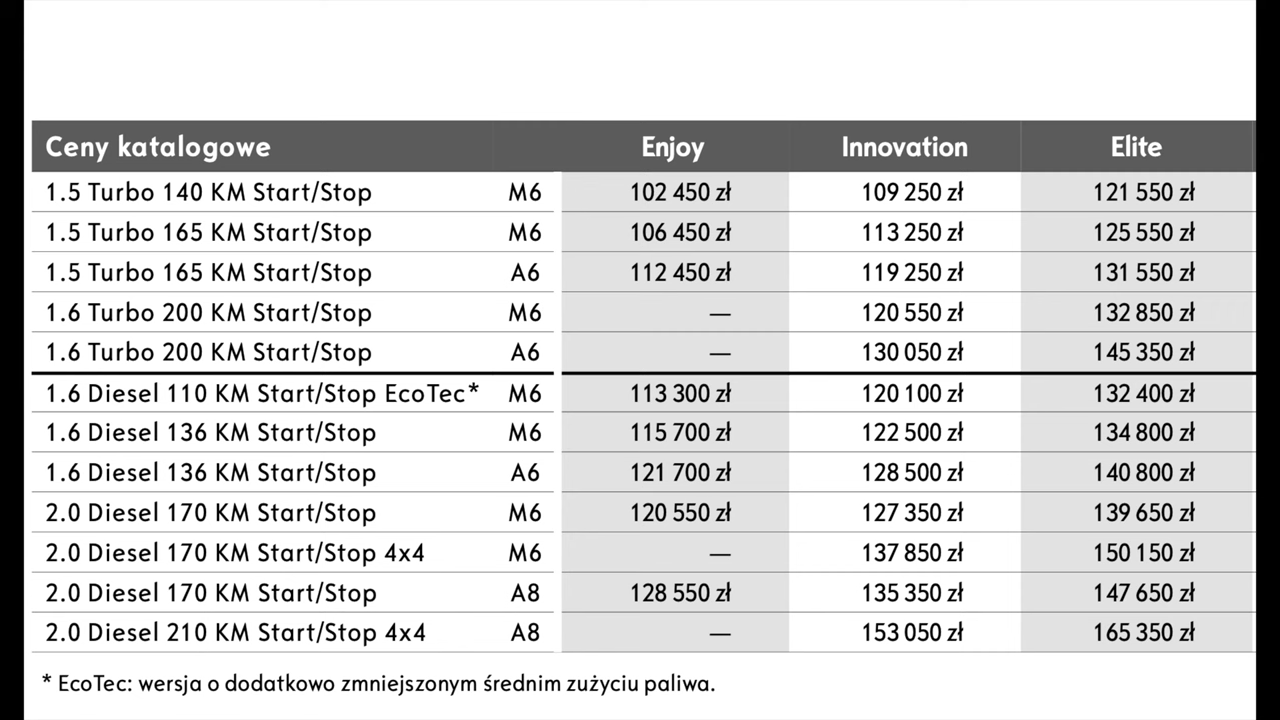 Ceny katalogowe Enjoy Innovation Elite
1.5 Turbo 140 KM Start/Stop M6 102 450 zł 109 250 zł 121 550 zł
1.5 Turbo 165 KM Start/Stop M6 106 450 zł 113 250 zł 125 550 zł
1.5 Turbo 165 KM Start/Stop A6 112 450 zł 119 250 zł 131 550 zł
1.6 Turbo 200 KM Start/Stop M6 — 120 550 zł 132 850 zł
1.6 Turbo 200 KM Start/Stop A6 — 130 050 zł 145 350 zł
1.6 Diesel 110 KM Start/Stop EcoTec* M6 113 300 zł 120 100 zł 132 400 zł
1.6 Diesel 136 KM Start/Stop M6 115 700 zł 122 500 zł 134 800 zł
1.6 Diesel 136 KM Start/Stop A6 121 700 zł 128 500 zł 140 800 zł
2.0 Diesel 170 KM Start/Stop M6 120 550 zł 127 350 zł 139 650 zł
2.0 Diesel 170 KM Start/Stop 4x4 M6 — 137 850 zł 150 150 zł
2.0 Diesel 170 KM Start/Stop A8 128 550 zł 135 350 zł 147 650 zł
2.0 Diesel 210 KM Start/Stop 4x4 A8 — 153 050 zł 165 350 zł
* EcoTec: wersja o dodatkowo zmniejszonym średnim zużyciu paliwa.